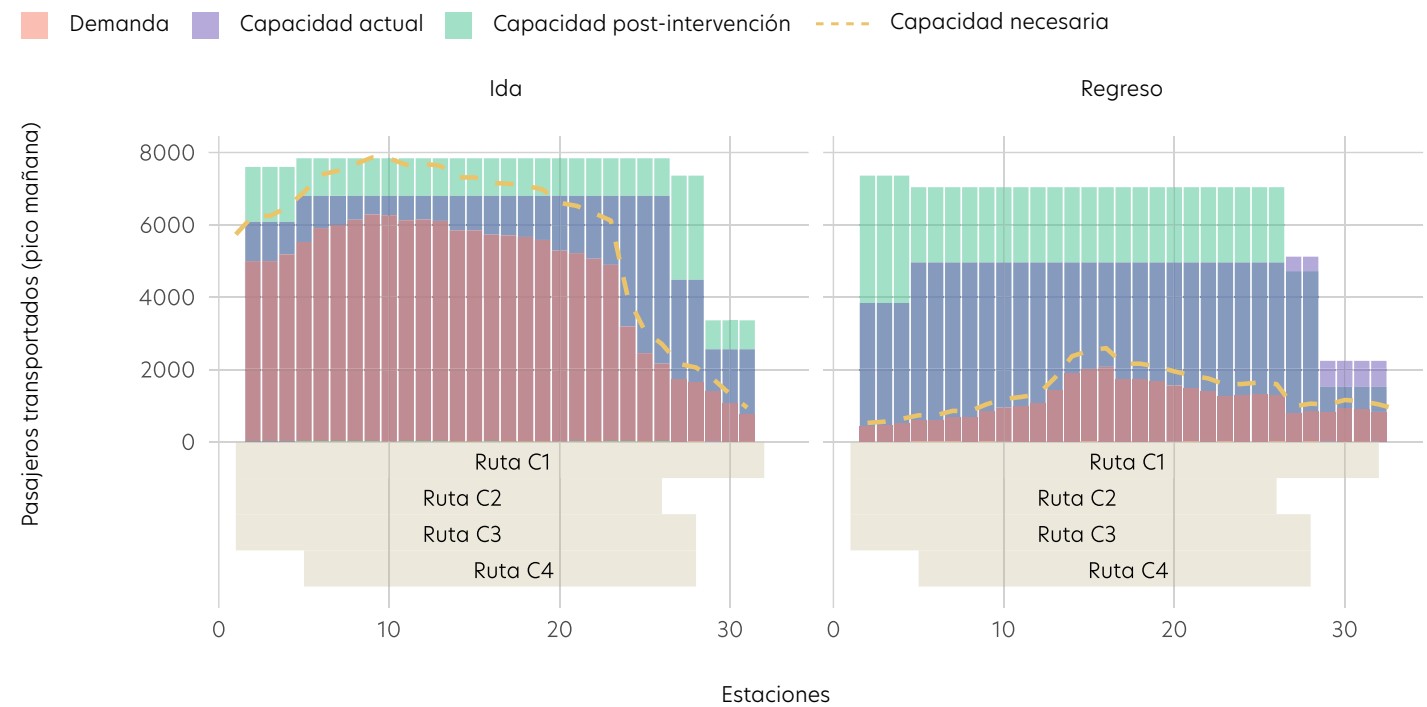 Demanda
Capacidad actual
Capacidad post-intervención
Capacidad necesaria
Ida
Regreso
Pasajeros transportados (pico mañana)
8000
6000
4000
2000
0
Ruta C1
Ruta C2
Ruta C3
Ruta C4
Ruta C1
Ruta C2
Ruta C3
Ruta C4
0 10 20 30
0 10 20 30
Estaciones